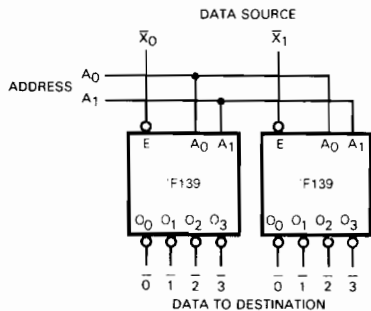 DATA SOURCE
X̅0 X̅1
A0
ADDRESS
A1
E A0 A1 E A0 A1
'F139 'F139
O0 O1 O2 O3 O0 O1 O2 O3
0̅ 1̅ 2̅ 3̅ 0̅ 1̅ 2̅ 3̅
DATA TO DESTINATION